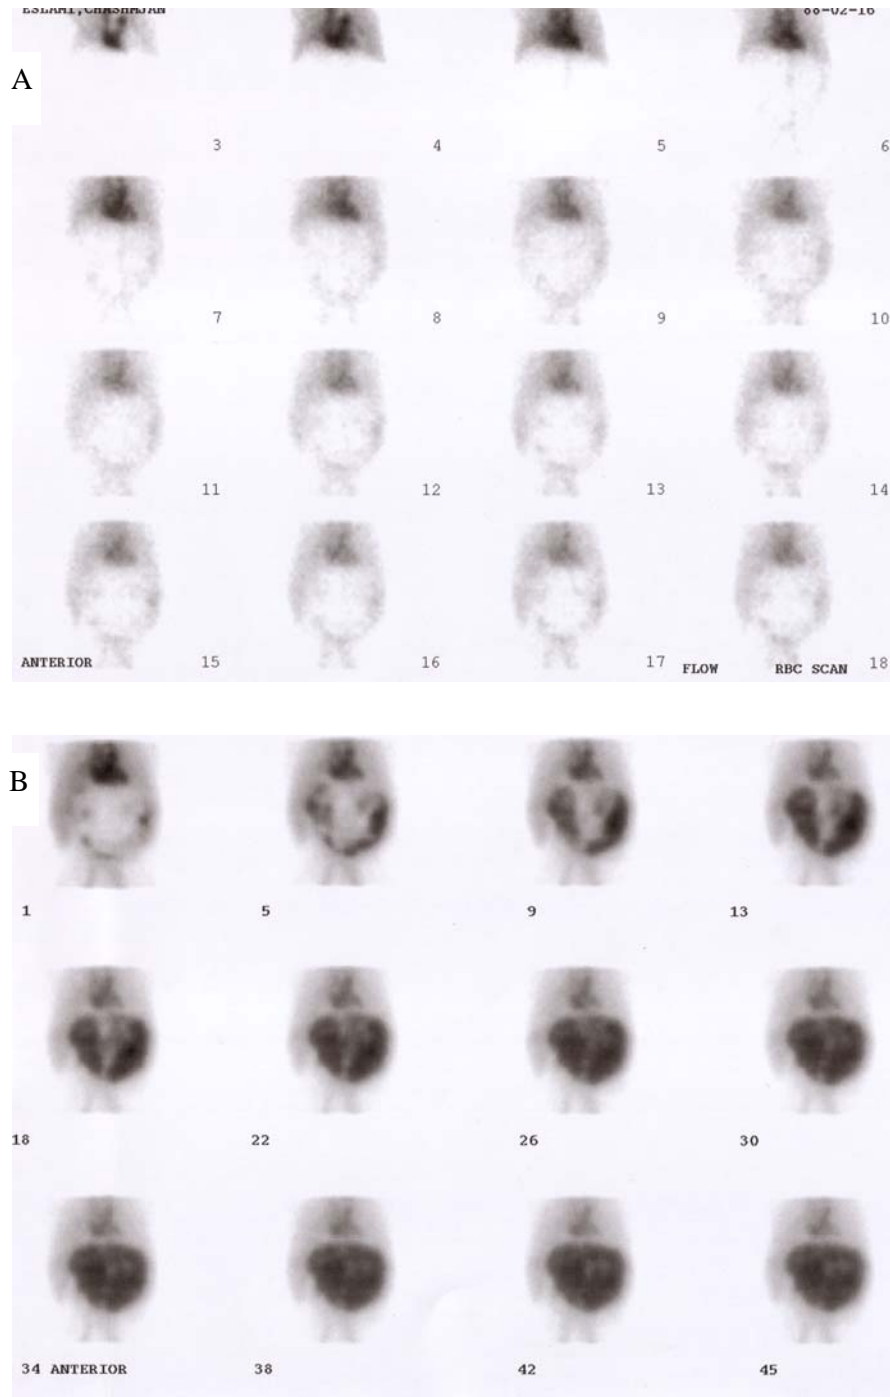 A
3 4 5 6
7 8 9 10
11 12 13 14
ANTERIOR 15 16 17 FLOW RBC SCAN 18
B
1 5 9 13
18 22 26 30
34 ANTERIOR 38 42 45